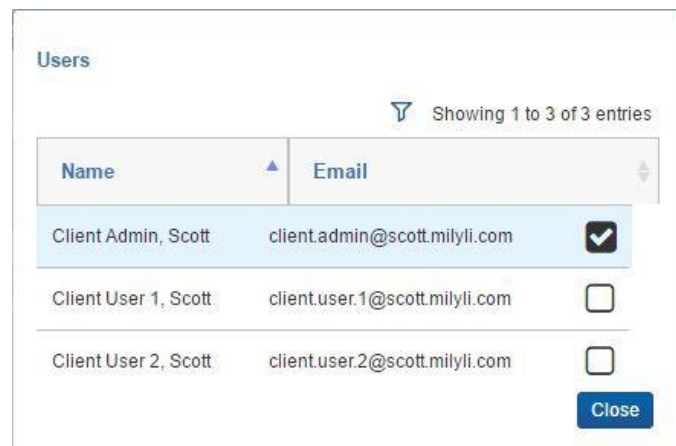 Users
Showing 1 to 3 of 3 entries
Name Email
Client Admin, Scott client.admin@scott.milyli.com
Client User 1, Scott client.user.1@scott.milyli.com
Client User 2, Scott client.user.2@scott.milyli.com
Close